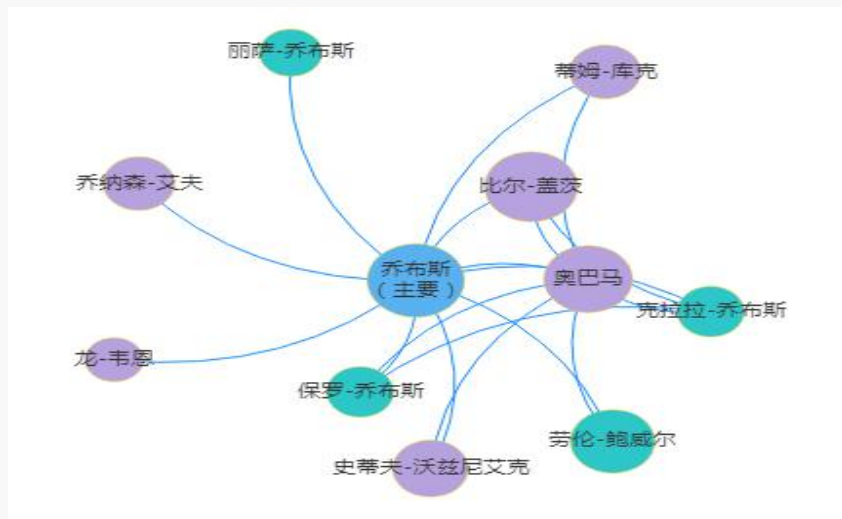 丽萨-乔布斯
蒂姆-库克
乔纳森-艾夫
比尔-盖茨
乔布斯
（主要）
奥巴马
克拉拉-乔布斯
龙-韦恩
保罗-乔布斯
劳伦-鲍威尔
史蒂夫-沃兹尼艾克